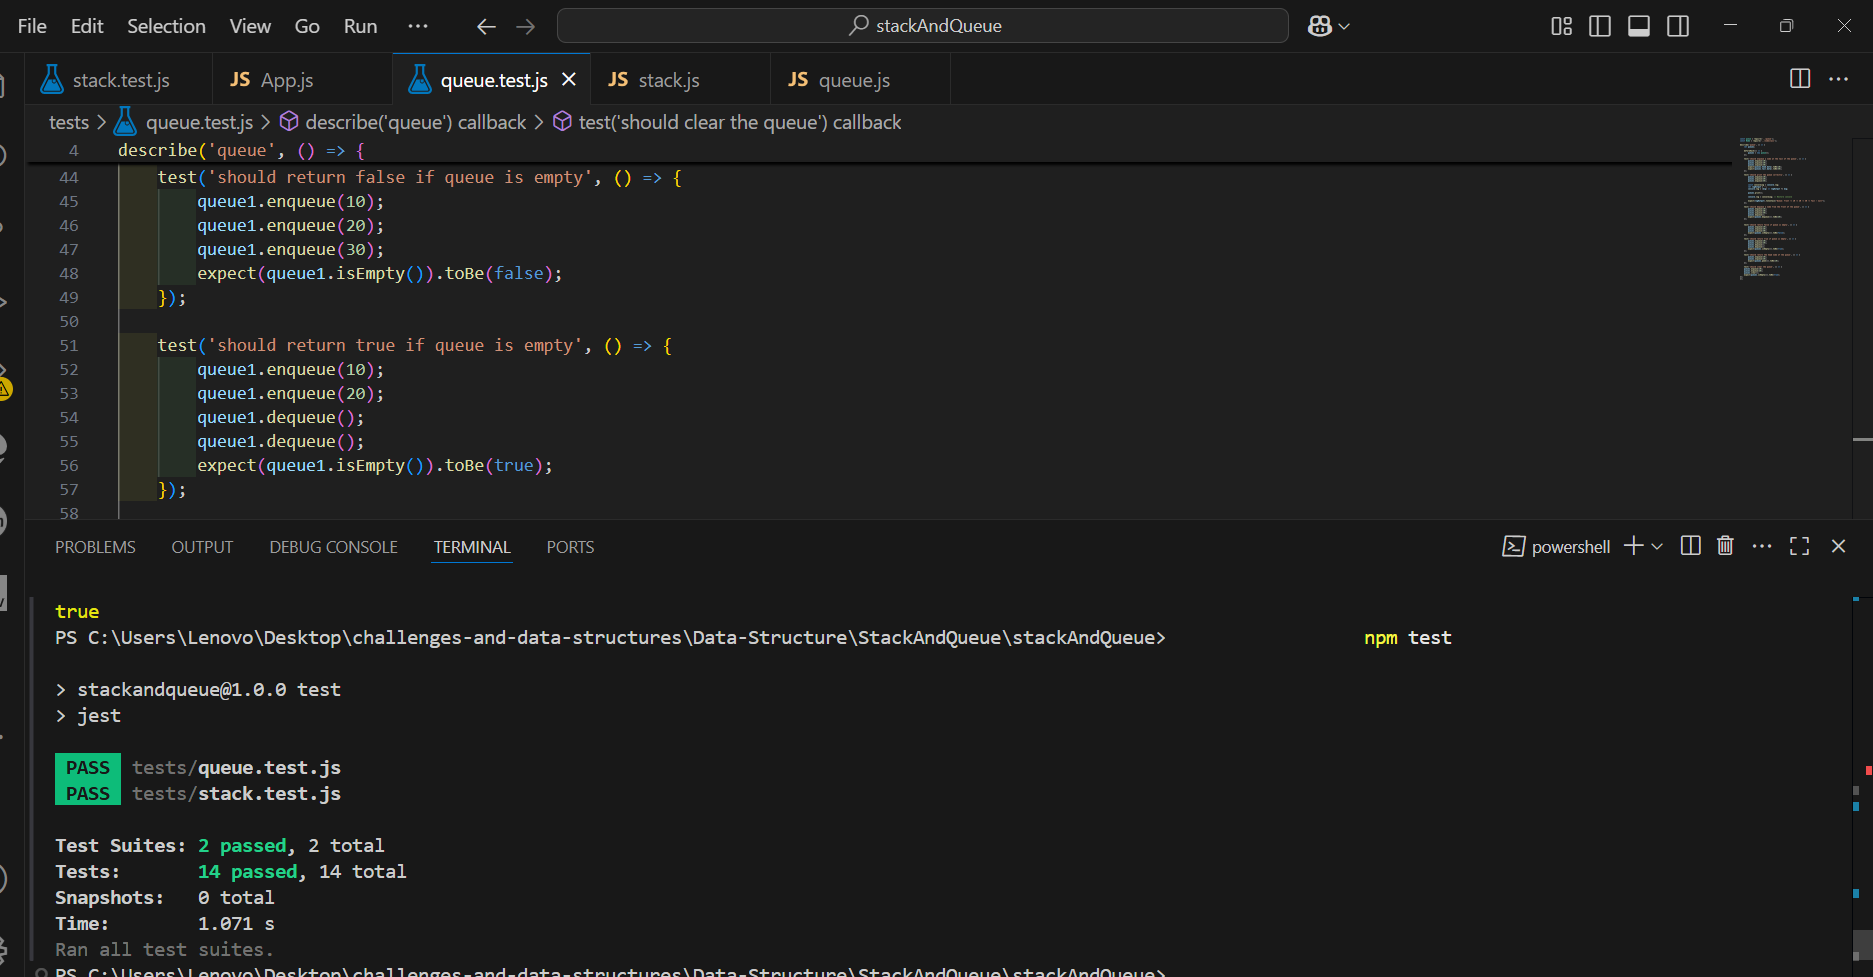 File Edit Selection View Go Run ··· ← → stackAndQueue
stack.test.js JS App.js queue.test.js × JS stack.js JS queue.js
tests > queue.test.js > describe('queue') callback > test('should clear the queue') callback
4 describe('queue', () => {
44 test('should return false if queue is empty', () => {
45 queue1.enqueue(10);
46 queue1.enqueue(20);
47 queue1.enqueue(30);
48 expect(queue1.isEmpty()).toBe(false);
49 });
50
51 test('should return true if queue is empty', () => {
52 queue1.enqueue(10);
53 queue1.enqueue(20);
54 queue1.dequeue();
55 queue1.dequeue();
56 expect(queue1.isEmpty()).toBe(true);
57 });
58
PROBLEMS OUTPUT DEBUG CONSOLE TERMINAL PORTS powershell
true
PS C:\Users\Lenovo\Desktop\challenges-and-data-structures\Data-Structure\StackAndQueue\stackAndQueue> npm test
> stackandqueue@1.0.0 test
> jest
PASS tests/queue.test.js
PASS tests/stack.test.js
Test Suites: 2 passed, 2 total
Tests: 14 passed, 14 total
Snapshots: 0 total
Time: 1.071 s
Ran all test suites.
PS C:\Users\Lenovo\Desktop\challenges-and-data-structures\Data-Structure\StackAndQueue\stackAndQueue>